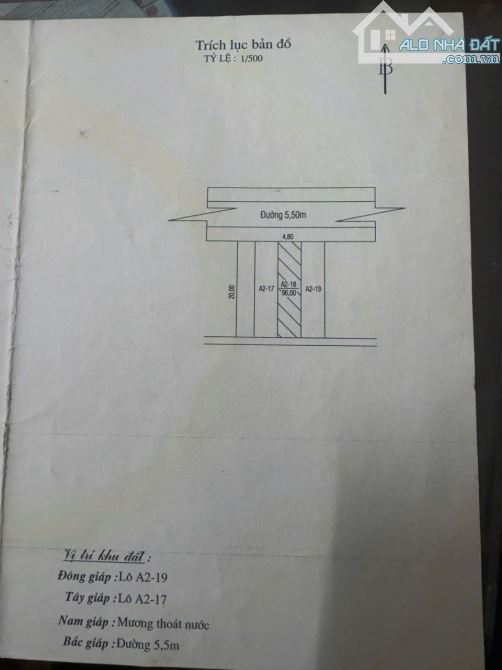 ALO NHÀ ĐẤT
.com.vn
Trích lục bản đồ
TỶ LỆ : 1/500
B
Đường 5,50m
4,80
20,00
A2-17
A2-18
96,00
A2-19
Vị trí khu đất :
Đông giáp : Lô A2-19
Tây giáp : Lô A2-17
Nam giáp : Mương thoát nước
Bắc giáp : Đường 5,5m